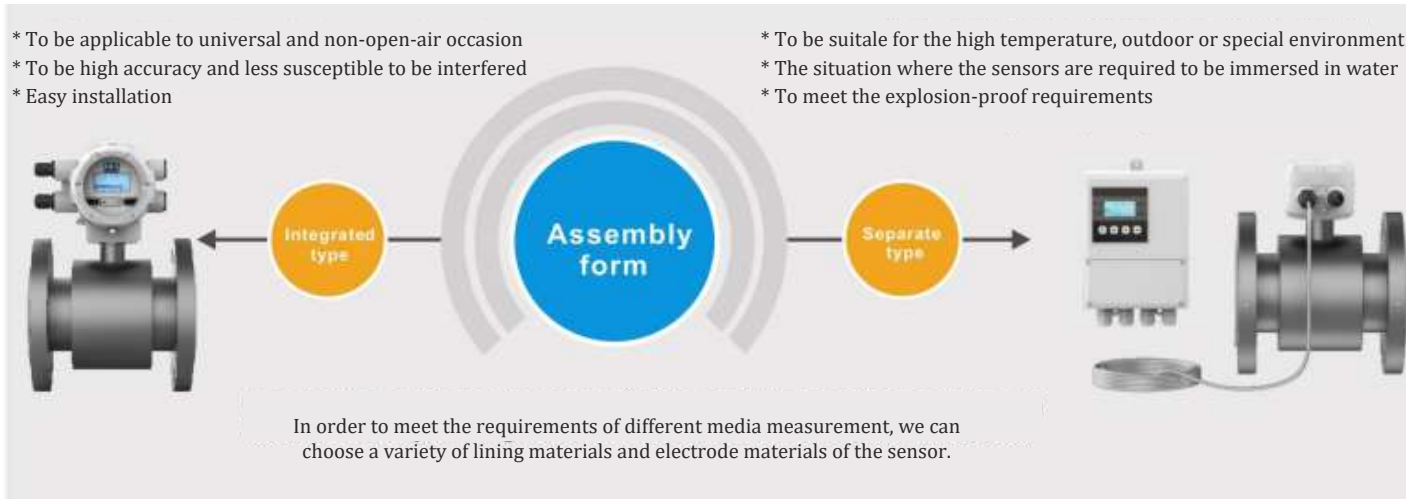 * To be applicable to universal and non-open-air occasion
* To be high accuracy and less susceptible to be interfered
* Easy installation
* To be suitale for the high temperature, outdoor or special environment
* The situation where the sensors are required to be immersed in water
* To meet the explosion-proof requirements
Integrated
type
Assembly
form
Separate
type
In order to meet the requirements of different media measurement, we can
choose a variety of lining materials and electrode materials of the sensor.